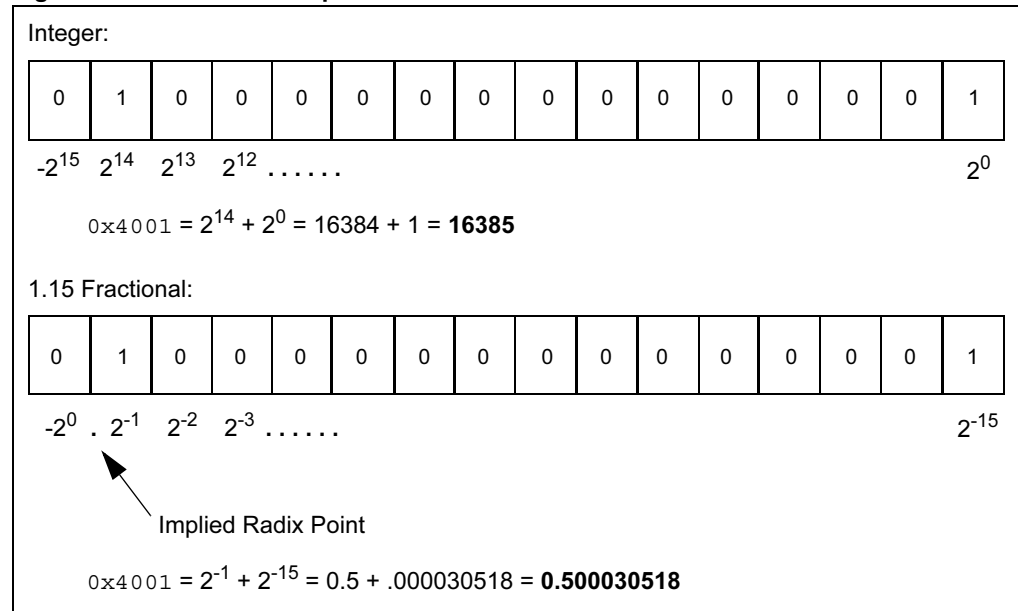 Integer:
0 1 0 0 0 0 0 0 0 0 0 0 0 0 0 1
-2^15 2^14 2^13 2^12 . . . . . . 2^0
0x4001 = 2^14 + 2^0 = 16384 + 1 = 16385
1.15 Fractional:
0 1 0 0 0 0 0 0 0 0 0 0 0 0 0 1
-2^0 . 2^-1 2^-2 2^-3 . . . . . . 2^-15
Implied Radix Point
0x4001 = 2^-1 + 2^-15 = 0.5 + .000030518 = 0.500030518